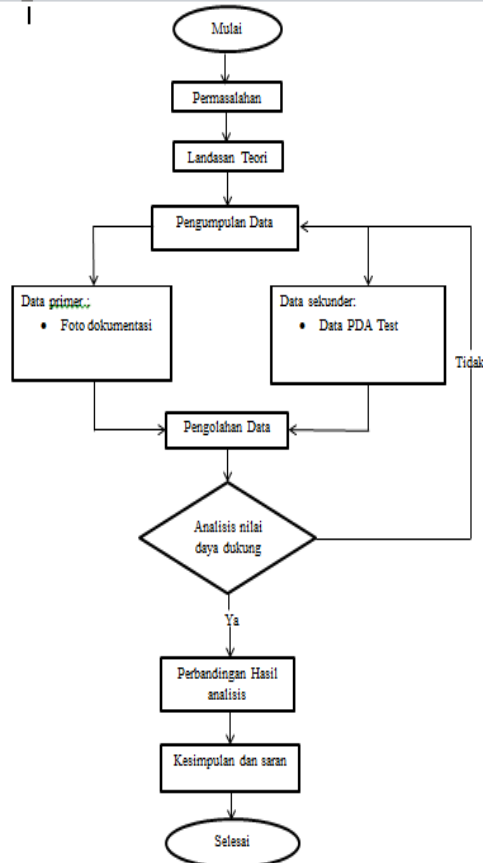 Mulai
Permasalahan
Landasan Teori
Pengumpulan Data
Data primer :
• Foto dokumentasi
Data sekunder:
• Data PDA Test
Tidak
Pengolahan Data
Analisis nilai
daya dukung
Ya
Perbandingan Hasil
analisis
Kesimpulan dan saran
Selesai